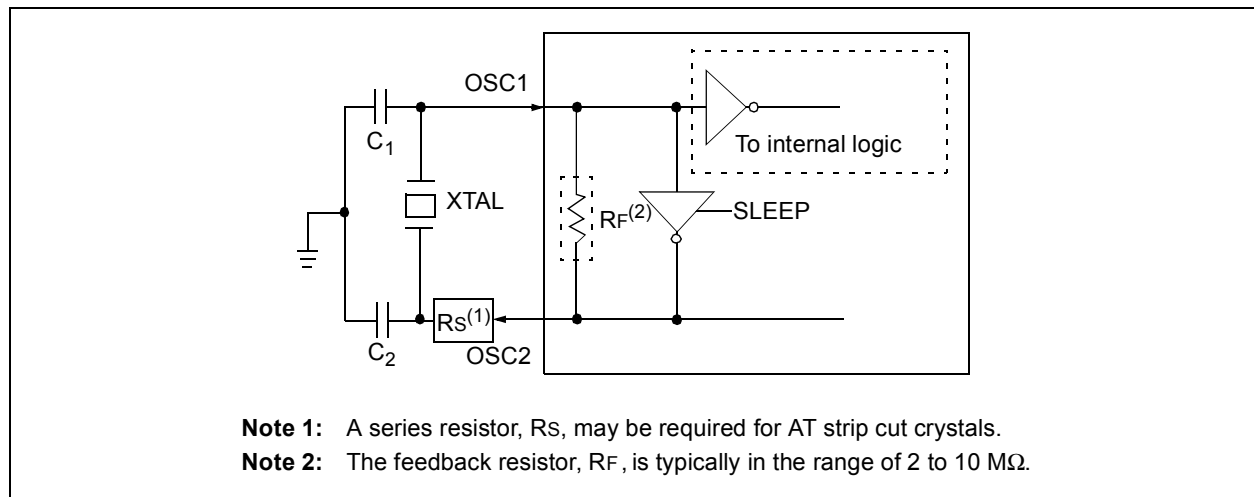 OSC1
C1
To internal logic
XTAL
RF(2)
SLEEP
RS(1)
C2
OSC2
Note 1: A series resistor, RS, may be required for AT strip cut crystals.
Note 2: The feedback resistor, RF, is typically in the range of 2 to 10 MΩ.